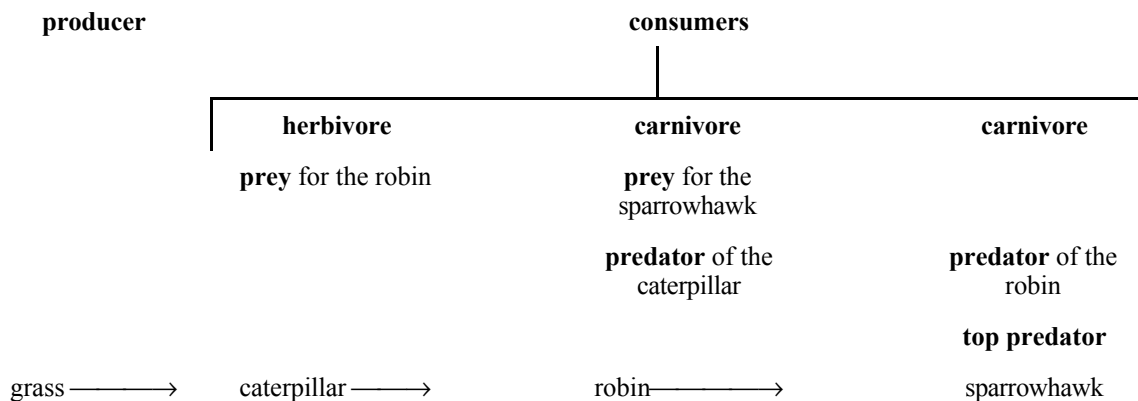 producer consumers
herbivore carnivore carnivore
prey for the robin prey for the
sparrowhawk
predator of the predator of the
caterpillar robin
top predator
grass → caterpillar → robin → sparrowhawk